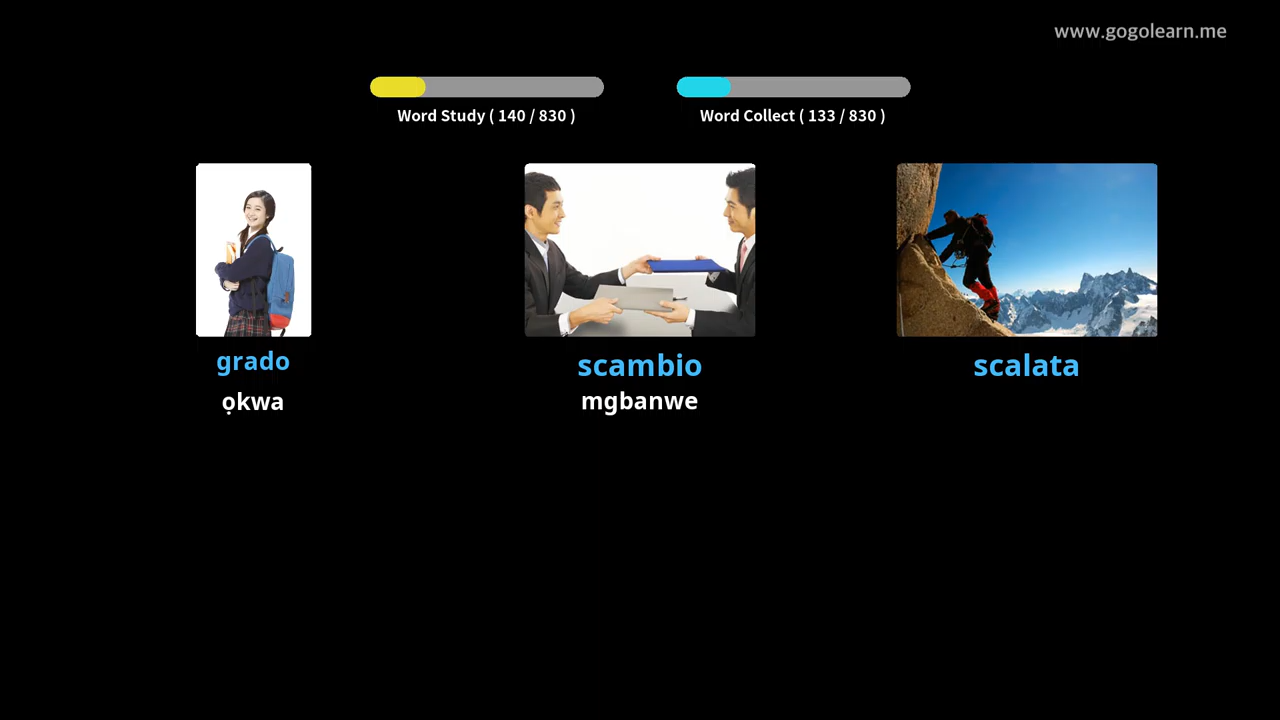 www.gogolearn.me
Word Study ( 140 / 830 )
Word Collect ( 133 / 830 )
grado
ọkwa
scambio
mgbanwe
scalata